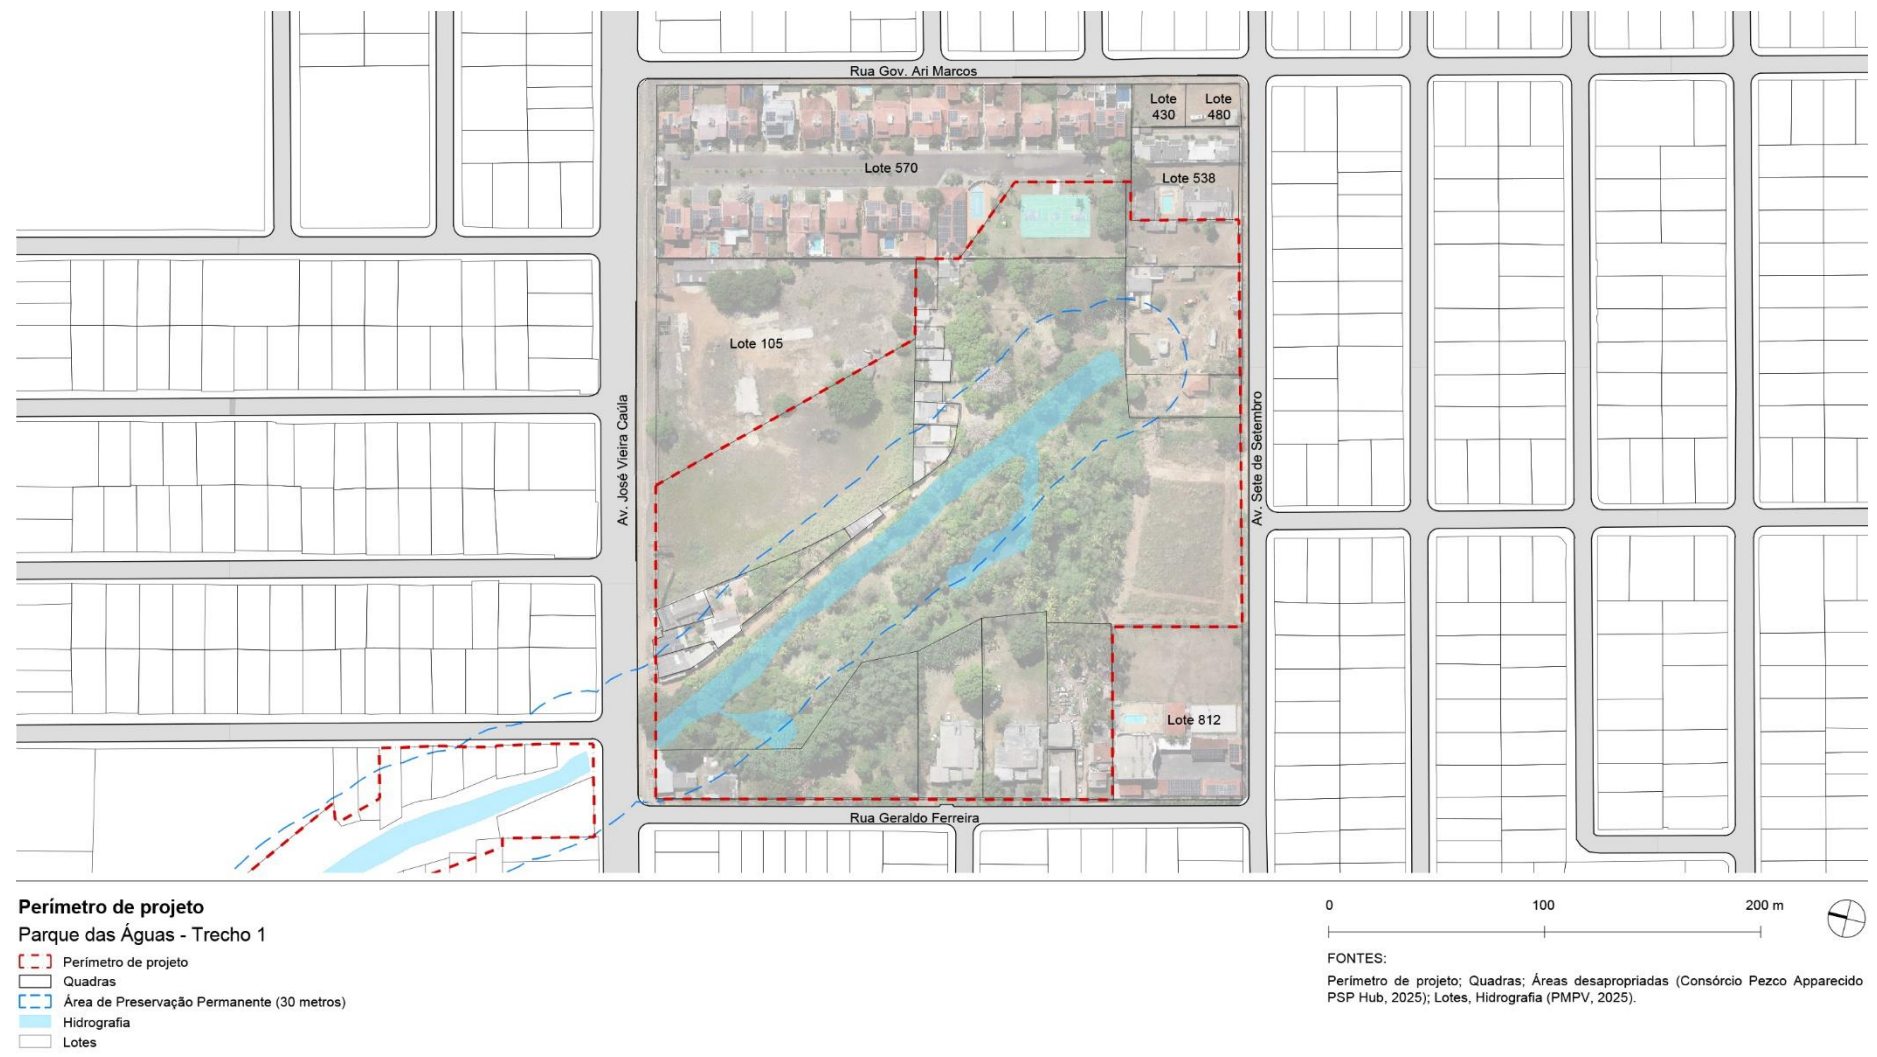 Rua Gov. Ari Marcos
Lote
430
Lote
480
Lote 570
Lote 538
Lote 105
Av. José Vieira Caúla
Av. Sete de Setembro
Lote 812
Rua Geraldo Ferreira
Perímetro de projeto
Parque das Águas - Trecho 1
Perímetro de projeto
Quadras
Área de Preservação Permanente (30 metros)
Hidrografia
Lotes
0 100 200 m
FONTES:
Perímetro de projeto; Quadras; Áreas desapropriadas (Consórcio Pezco Apparecido
PSP Hub, 2025); Lotes, Hidrografia (PMPV, 2025).